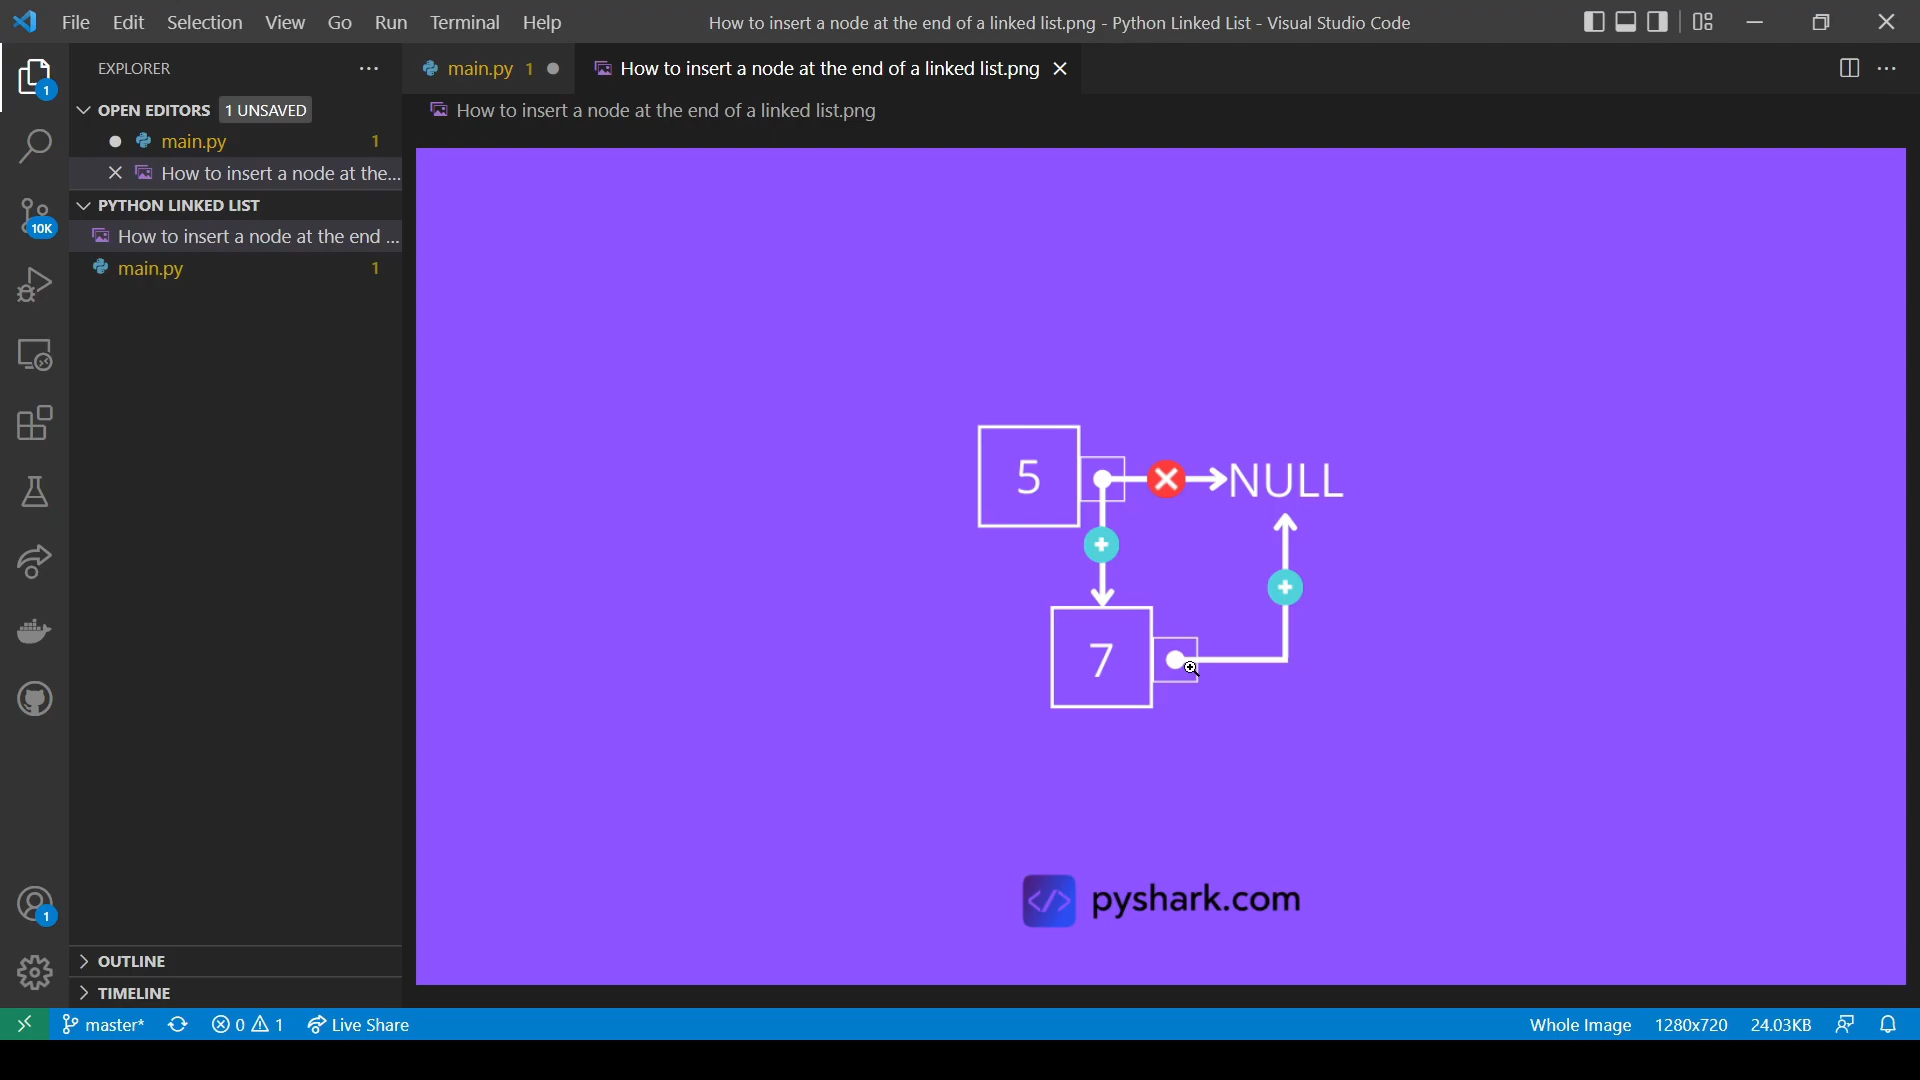 File Edit Selection View Go Run Terminal Help
How to insert a node at the end of a linked list.png - Python Linked List - Visual Studio Code
EXPLORER
main.py 1
How to insert a node at the end of a linked list.png
1
OPEN EDITORS 1 UNSAVED
How to insert a node at the end of a linked list.png
main.py 1
How to insert a node at the...
PYTHON LINKED LIST
10K
How to insert a node at the end ...
main.py 1
5
NULL
7
pyshark.com
1
OUTLINE
TIMELINE
master* 0 1 Live Share
Whole Image 1280x720 24.03KB